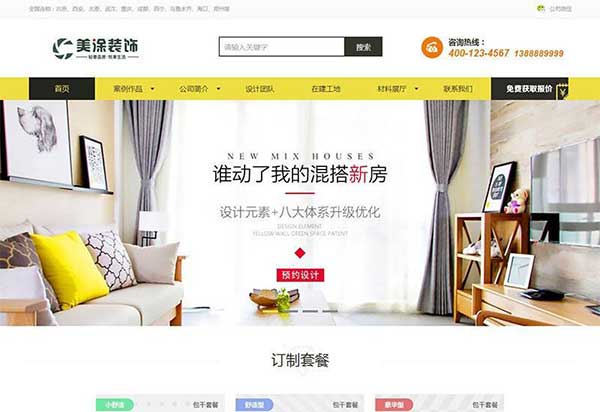 全国连锁：北京、西安、太原、武汉、重庆、成都、西宁、乌鲁木齐、海口、郑州等
公司微信
美涂装饰
轻奢品质·悦享生活
请输入关键字
搜索
咨询热线：
400-123-4567 1388889999
首页
案例作品
公司简介
设计团队
在建工地
材料展厅
联系我们
免费获取报价
NEW MIX HOUSES
谁动了我的混搭新房
设计元素+八大体系升级优化
DESIGN ELEMENT
YELLOW WALL GREEN SPACE PATENT
预约设计
订制套餐
小舒适
包干套餐
舒适型
包干套餐
豪华型
包干套餐